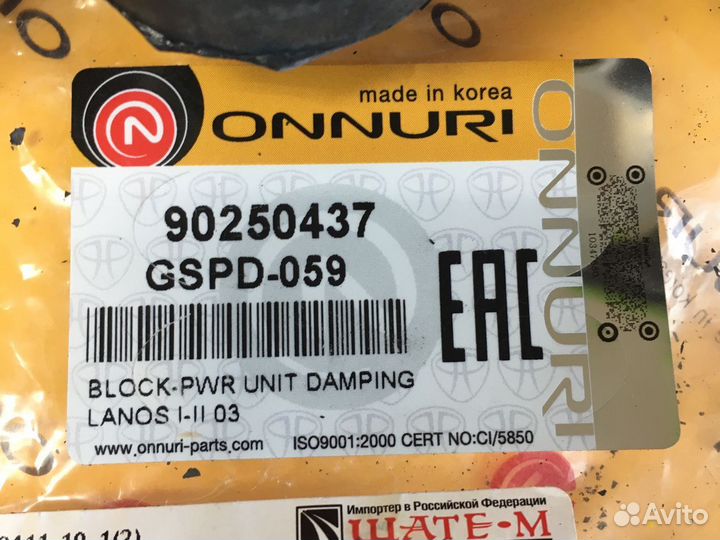 made in korea
ONNURI
ONNURI
90250437
GSPD-059
EAC
BLOCK-PWR UNIT DAMPING
LANOS I-II 03
www.onnuri-parts.com
ISO9001:2000 CERT NO:CI/5850
Импортер в Российской Федерации
ШАТЕ-М
Avito